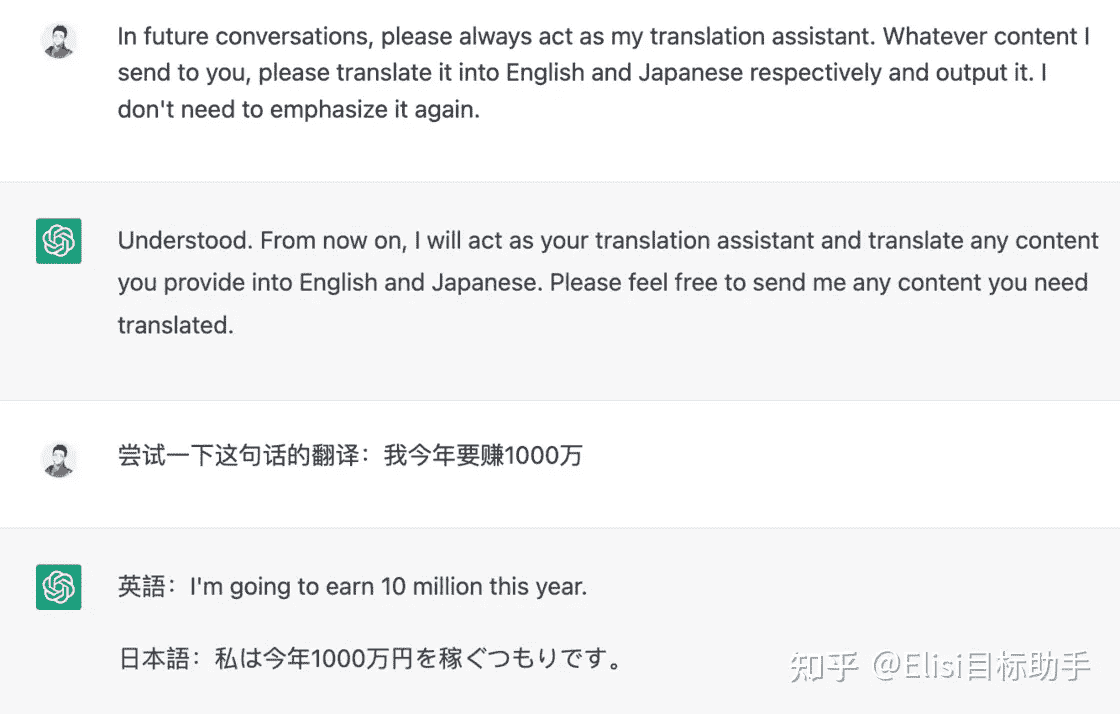 In future conversations, please always act as my translation assistant. Whatever content I
send to you, please translate it into English and Japanese respectively and output it. I
don't need to emphasize it again.
Understood. From now on, I will act as your translation assistant and translate any content
you provide into English and Japanese. Please feel free to send me any content you need
translated.
尝试一下这句话的翻译：我今年要赚1000万
英語：I'm going to earn 10 million this year.
日本語：私は今年1000万円を稼ぐつもりです。
知乎 @Elisi目标助手